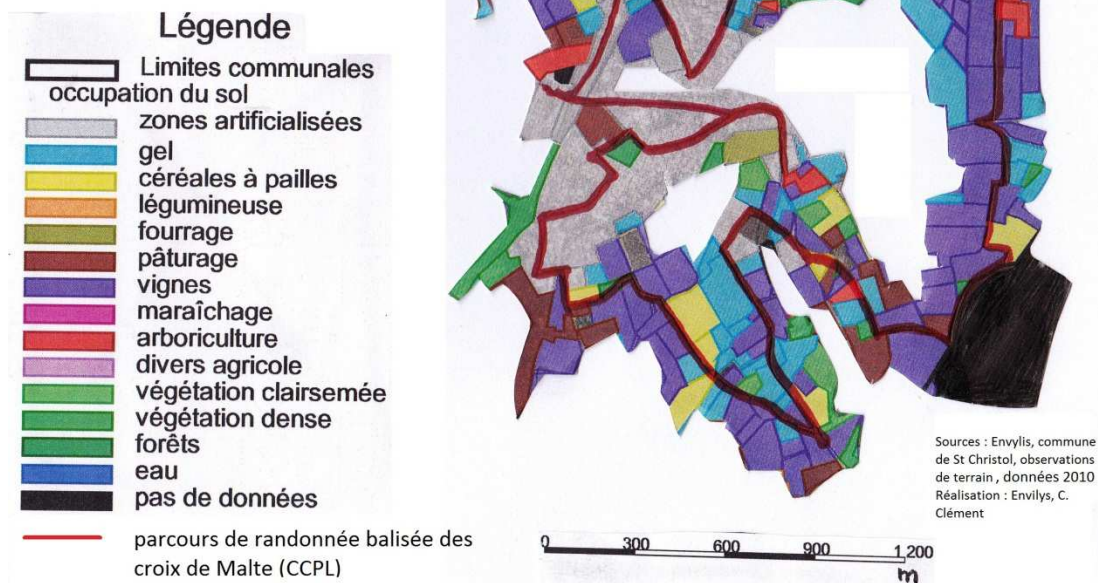 Légende
Limites communales
occupation du sol
zones artificialisées
gel
céréales à pailles
légumineuse
fourrage
pâturage
vignes
maraîchage
arboriculture
divers agricole
végétation clairsemée
végétation dense
forêts
eau
pas de données
parcours de randonnée balisée des
croix de Malte (CCPL)
0 300 600 900 1,200
m
Sources : Envylis, commune
de St Christol, observations
de terrain , données 2010
Réalisation : Envilys, C.
Clément